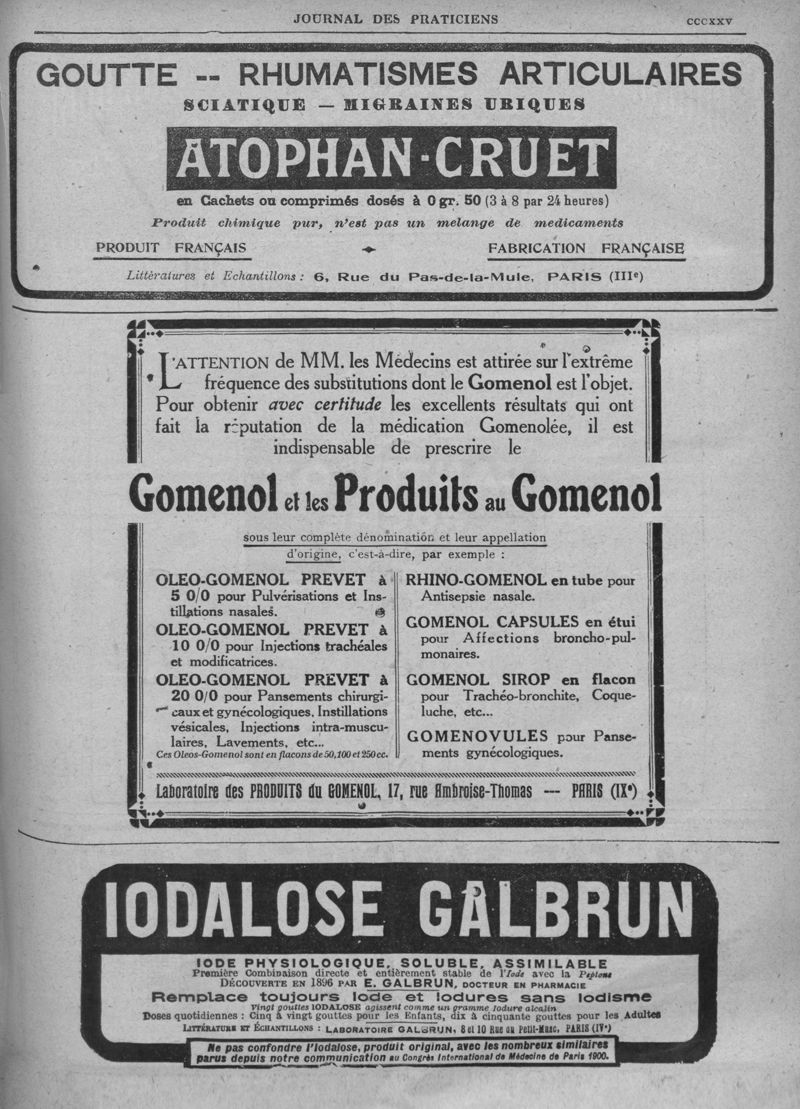 JOURNAL DES PRATICIENS
CCCXXV
GOUTTE -- RHUMATISMES ARTICULAIRES
SCIATIQUE — MIGRAINES URIQUES
ATOPHAN-CRUET
en Cachets ou comprimés dosés à 0 gr. 50 (3 à 8 par 24 heures)
Produit chimique pur, n'est pas un melange de medicaments
PRODUIT FRANÇAIS
FABRICATION FRANÇAISE
Littératures et Echantillons : 6, Rue du Pas-de-la-Mule, PARIS (IIIe)
L'ATTENTION de MM. les Médecins est attirée sur l'extrême
fréquence des substitutions dont le Gomenol est l'objet.
Pour obtenir avec certitude les excellents résultats qui ont
fait la réputation de la médication Gomenolée, il est
indispensable de prescrire le
Gomenol et les Produits au Gomenol
sous leur complète dénomination et leur appellation
d'origine, c'est-à-dire, par exemple :
OLEO-GOMENOL PREVET à
5 0/0 pour Pulvérisations et Ins-
tillations nasales.
OLEO-GOMENOL PREVET à
10 0/0 pour Injections trachéales
et modificatrices.
OLEO-GOMENOL PREVET à
20 0/0 pour Pansements chirurgi-
caux et gynécologiques, Instillations
vésicales, Injections intra-muscu-
laires, Lavements, etc...
Ces Oleos-Gomenol sont en flacons de 50, 100 et 250 cc.
RHINO-GOMENOL en tube pour
Antisepsie nasale.
GOMENOL CAPSULES en étui
pour Affections broncho-pul-
monaires.
GOMENOL SIROP en flacon
pour Trachéo-bronchite, Coque-
luche, etc...
GOMENOVULES pour Panse-
ments gynécologiques.
Laboratoire des PRODUITS du GOMENOL, 17, rue Ambroise-Thomas — PARIS (IXe)
IODALOSE GALBRUN
IODE PHYSIOLOGIQUE, SOLUBLE, ASSIMILABLE
Première Combinaison directe et entièrement stable de l'Iode avec la Peptone
DÉCOUVERTE EN 1896 PAR E. GALBRUN, DOCTEUR EN PHARMACIE
Remplace toujours Iode et Iodures sans Iodisme
Vingt gouttes IODALOSE agissent comme un gramme Iodure alcalin
Doses quotidiennes : Cinq à vingt gouttes pour les Enfants, dix à cinquante gouttes pour les Adultes
LITTÉRATURE ET ÉCHANTILLONS : LABORATOIRE GALBRUN, 8 et 10 Rue du Petit-Musc, PARIS (IVe)
Ne pas confondre l'Iodalose, produit original, avec les nombreux similaires
parus depuis notre communication au Congrès International de Médecine de Paris 1900.